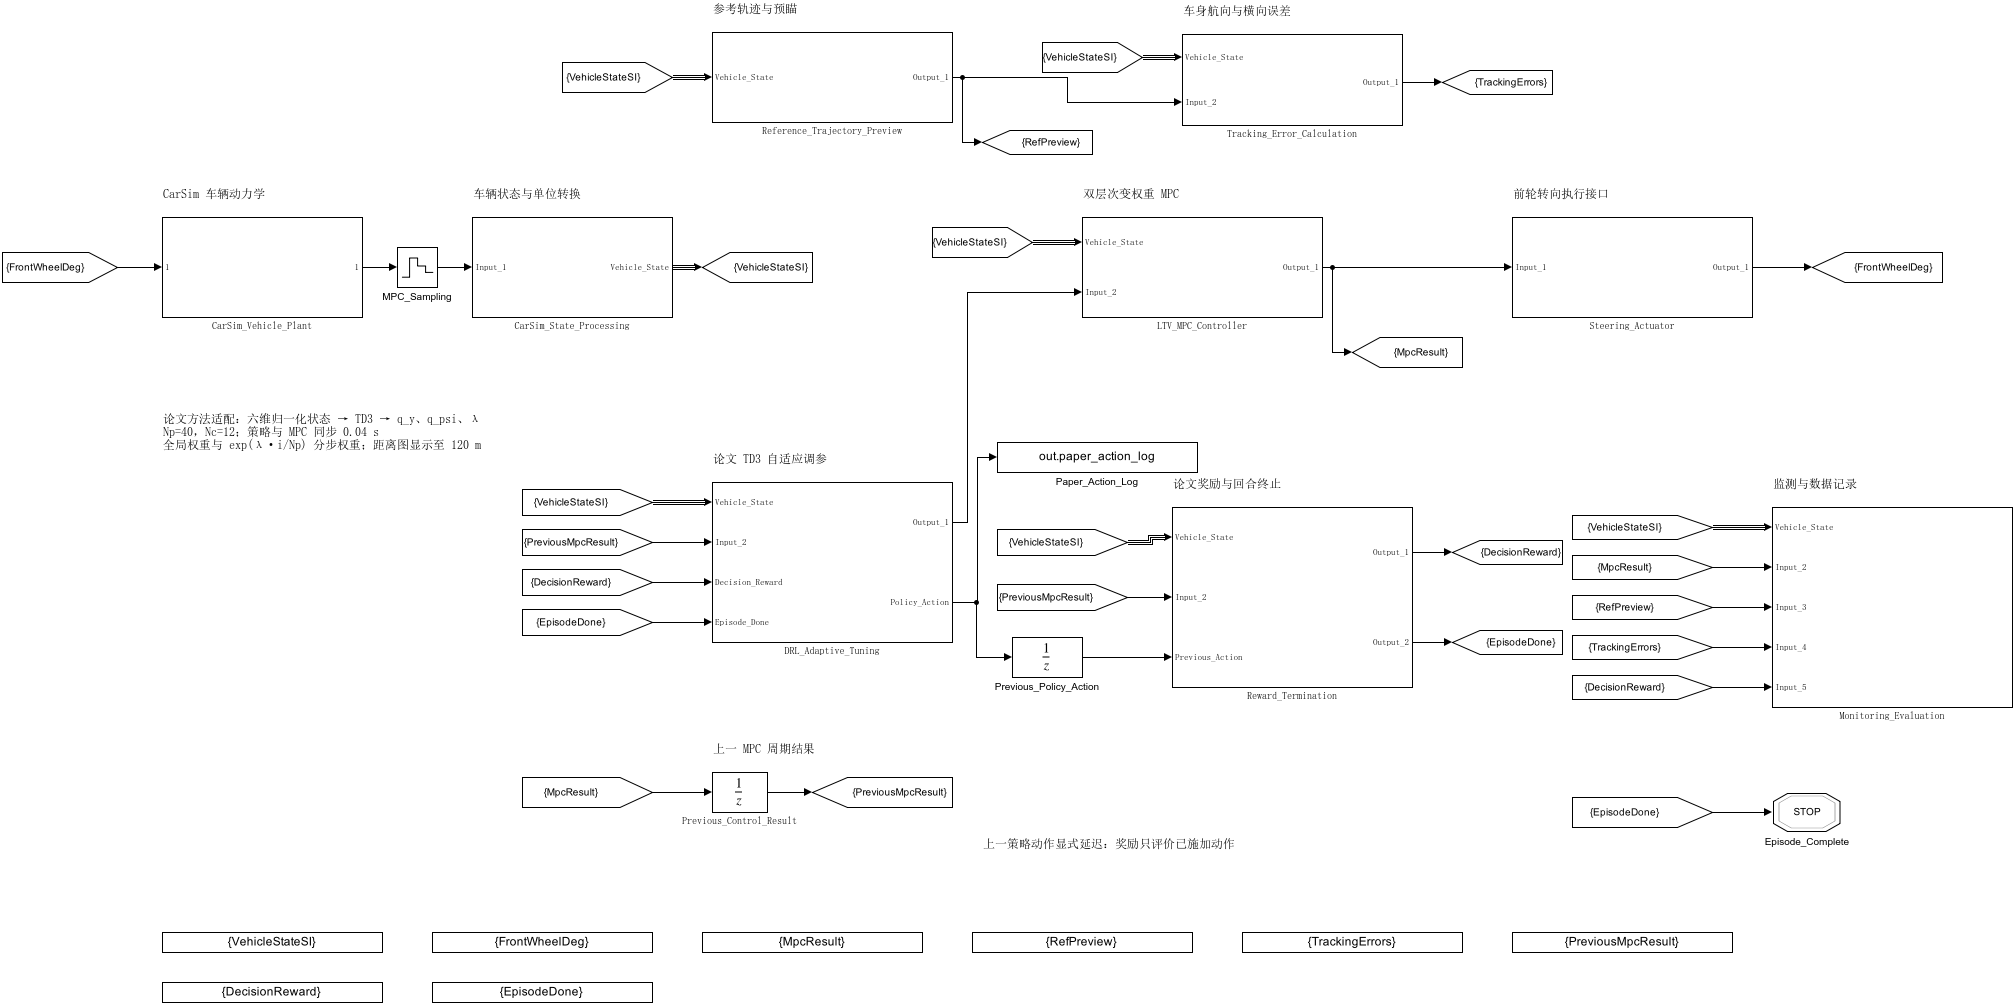 参考轨迹与预瞄
{VehicleStateSI}
Vehicle_State
Output_1
Reference_Trajectory_Preview
{RefPreview}
车身航向与横向误差
{VehicleStateSI}
Vehicle_State
Input_2
Output_1
Tracking_Error_Calculation
{TrackingErrors}
CarSim 车辆动力学
{FrontWheelDeg}
1
1
CarSim_Vehicle_Plant
MPC_Sampling
车辆状态与单位转换
Input_1
Vehicle_State
CarSim_State_Processing
{VehicleStateSI}
双层次变权重 MPC
{VehicleStateSI}
Vehicle_State
Input_2
Output_1
LTV_MPC_Controller
{MpcResult}
前轮转向执行接口
Input_1
Output_1
Steering_Actuator
{FrontWheelDeg}
论文方法适配：六维归一化状态 → TD3 → q_y、q_psi、λ
Np=40，Nc=12；策略与 MPC 同步 0.04 s
全局权重与 exp(λ·i/Np) 分步权重；距离图显示至 120 m
论文 TD3 自适应调参
{VehicleStateSI}
{PreviousMpcResult}
{DecisionReward}
{EpisodeDone}
Vehicle_State
Input_2
Decision_Reward
Episode_Done
Output_1
Policy_Action
DRL_Adaptive_Tuning
out.paper_action_log
Paper_Action_Log
论文奖励与回合终止
{VehicleStateSI}
{PreviousMpcResult}
1
z
Previous_Policy_Action
Vehicle_State
Input_2
Previous_Action
Output_1
Output_2
Reward_Termination
{DecisionReward}
{EpisodeDone}
监测与数据记录
{VehicleStateSI}
{MpcResult}
{RefPreview}
{TrackingErrors}
{DecisionReward}
Vehicle_State
Input_2
Input_3
Input_4
Input_5
Monitoring_Evaluation
上一 MPC 周期结果
{MpcResult}
1
z
Previous_Control_Result
{PreviousMpcResult}
{EpisodeDone}
STOP
Episode_Complete
上一策略动作显式延迟：奖励只评价已施加动作
{VehicleStateSI}
{FrontWheelDeg}
{MpcResult}
{RefPreview}
{TrackingErrors}
{PreviousMpcResult}
{DecisionReward}
{EpisodeDone}